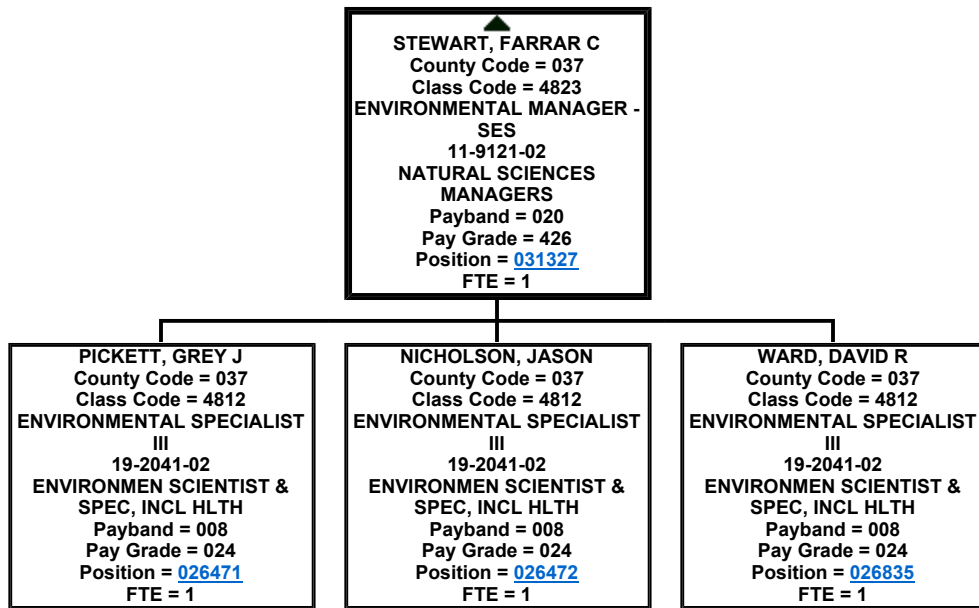 STEWART, FARRAR C
County Code = 037
Class Code = 4823
ENVIRONMENTAL MANAGER -
SES
11-9121-02
NATURAL SCIENCES
MANAGERS
Payband = 020
Pay Grade = 426
Position = 031327
FTE = 1
PICKETT, GREY J
County Code = 037
Class Code = 4812
ENVIRONMENTAL SPECIALIST
III
19-2041-02
ENVIRONMEN SCIENTIST &
SPEC, INCL HLTH
Payband = 008
Pay Grade = 024
Position = 026471
FTE = 1
NICHOLSON, JASON
County Code = 037
Class Code = 4812
ENVIRONMENTAL SPECIALIST
III
19-2041-02
ENVIRONMEN SCIENTIST &
SPEC, INCL HLTH
Payband = 008
Pay Grade = 024
Position = 026472
FTE = 1
WARD, DAVID R
County Code = 037
Class Code = 4812
ENVIRONMENTAL SPECIALIST
III
19-2041-02
ENVIRONMEN SCIENTIST &
SPEC, INCL HLTH
Payband = 008
Pay Grade = 024
Position = 026835
FTE = 1